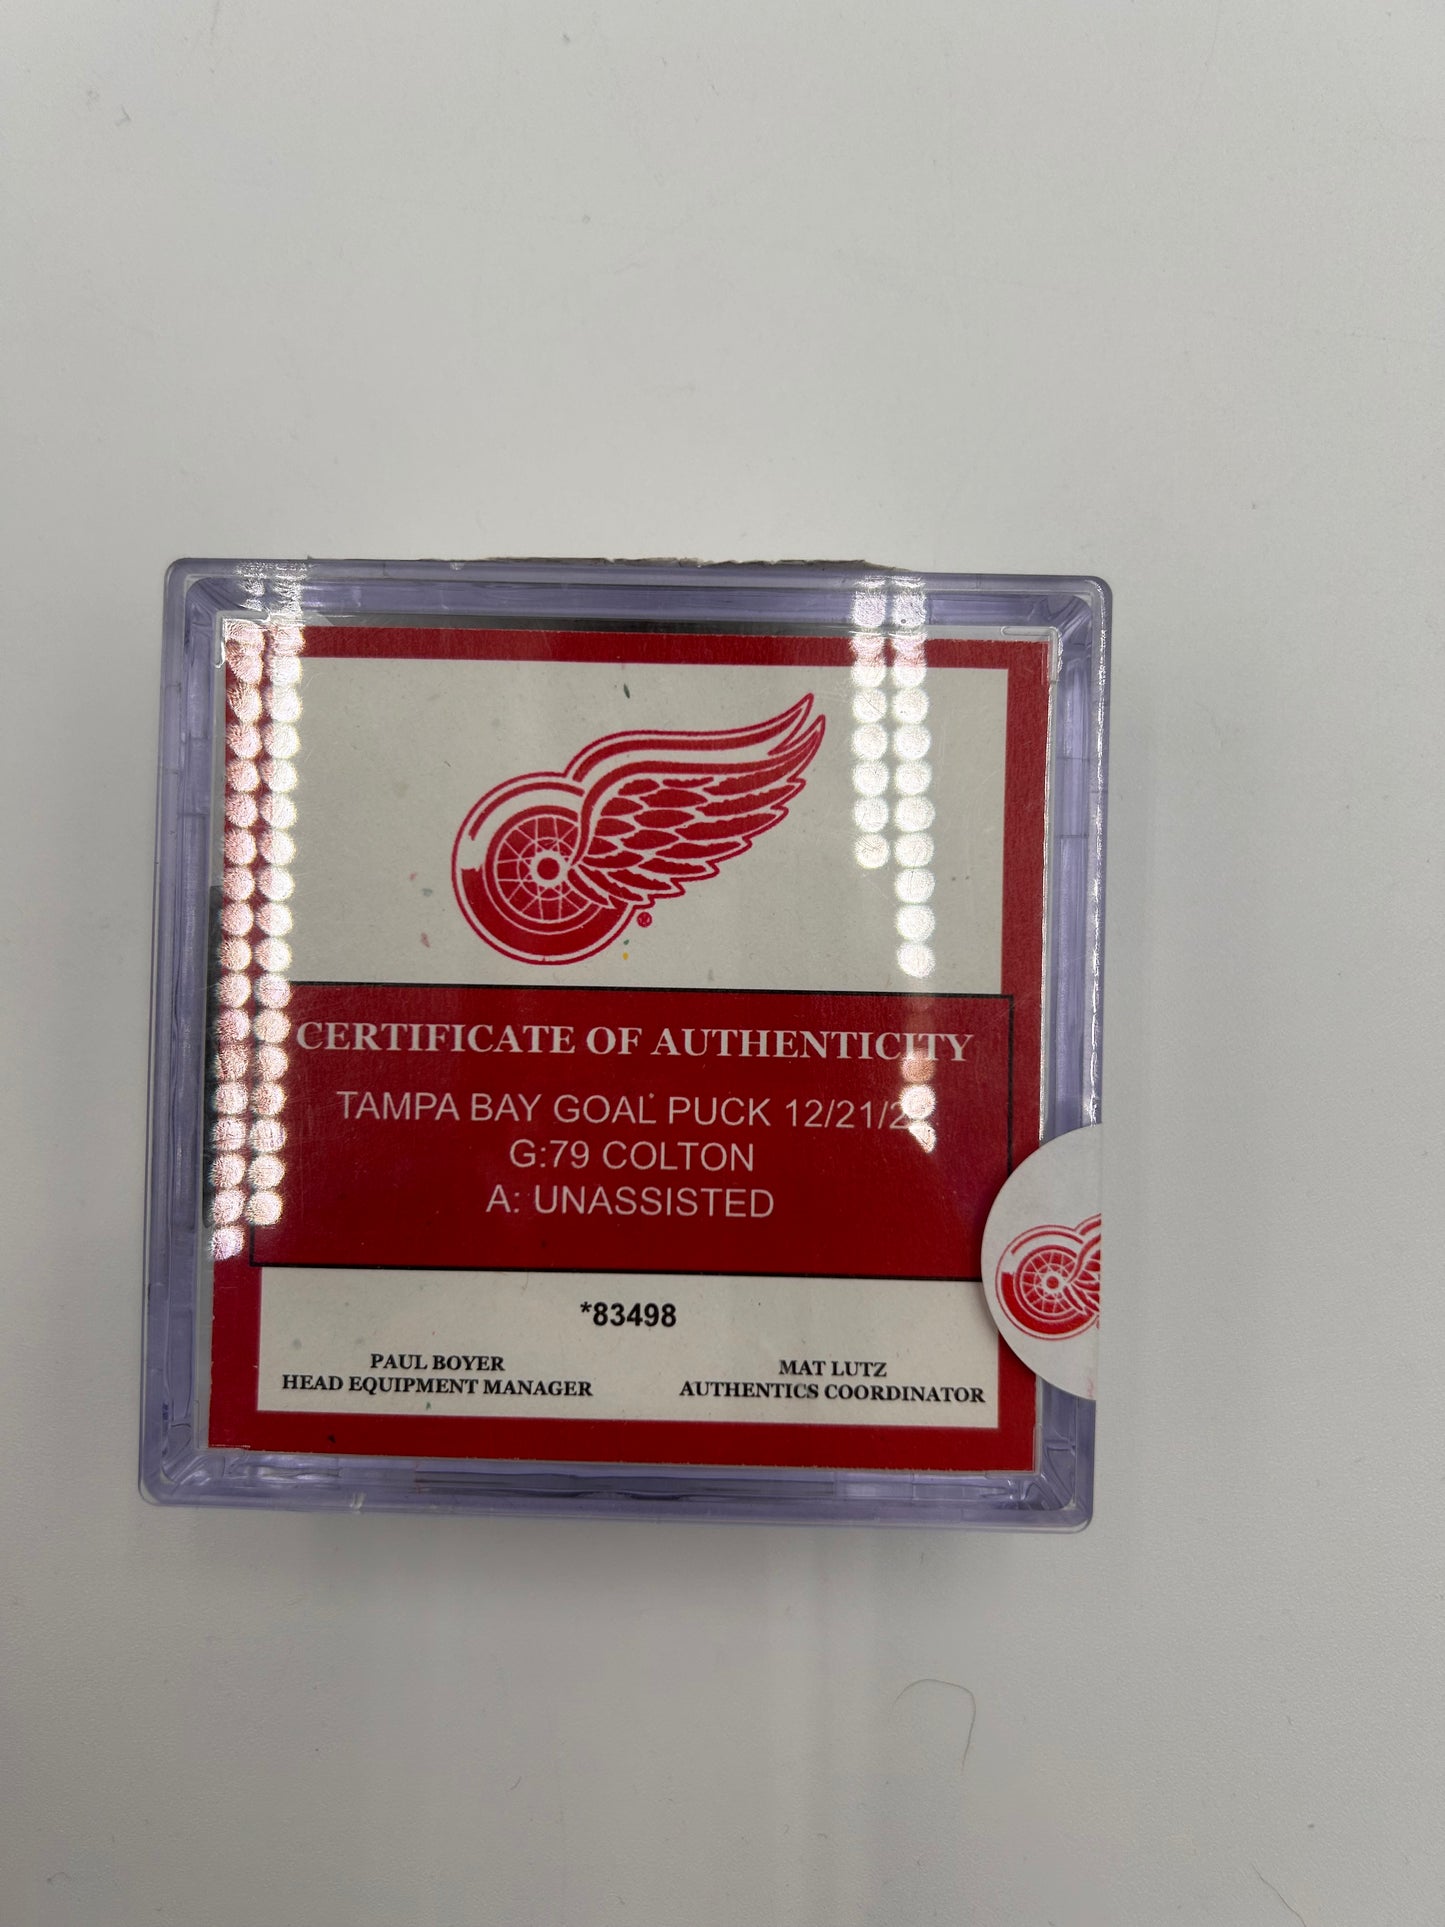 CERTIFICATE OF AUTHENTICITY
TAMPA BAY GOAL PUCK
G:79 COLTON
A: UNASSISTED
*83498
PAUL BOYER
HEAD EQUIPMENT MANAGER
MAT LUTZ
AUTHENTICS COORDINATOR